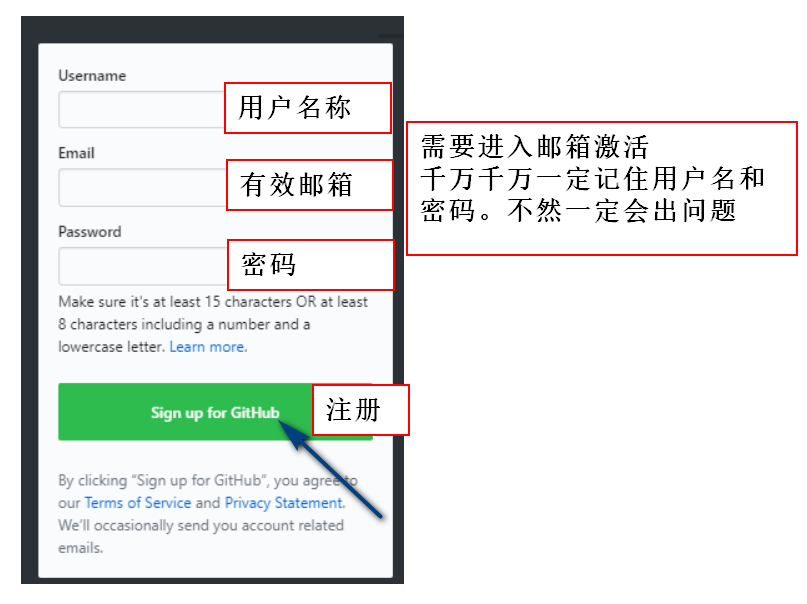 Username
用户名称
Email
有效邮箱
Password
密码
Make sure it's at least 15 characters OR at least
8 characters including a number and a
lowercase letter. Learn more.
Sign up for GitHub
注册
By clicking “Sign up for GitHub”, you agree to
our Terms of Service and Privacy Statement.
We’ll occasionally send you account related
emails.
需要进入邮箱激活
千万千万一定记住用户名和
密码。不然一定会出问题